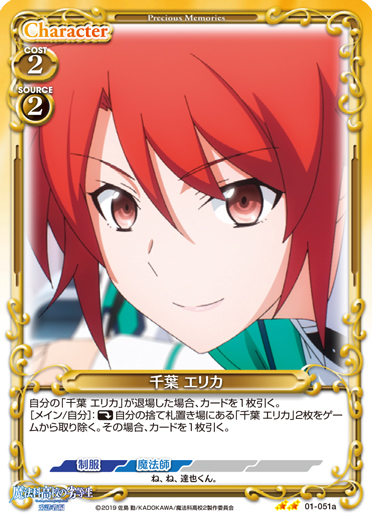 Precious Memories
Character
COST
2
SOURCE
2
千葉 エリカ
自分の「千葉 エリカ」が退場した場合、カードを1枚引く。
[メイン/自分]:自分の捨て札置き場にある「千葉 エリカ」2枚をゲー
ムから取り除く。その場合、カードを1枚引く。
制服 魔法師
ね、ね、達也くん。
魔法科高校の劣等生
01-051a
©2019 佐島 勤/KADOKAWA/魔法科高校2製作委員会